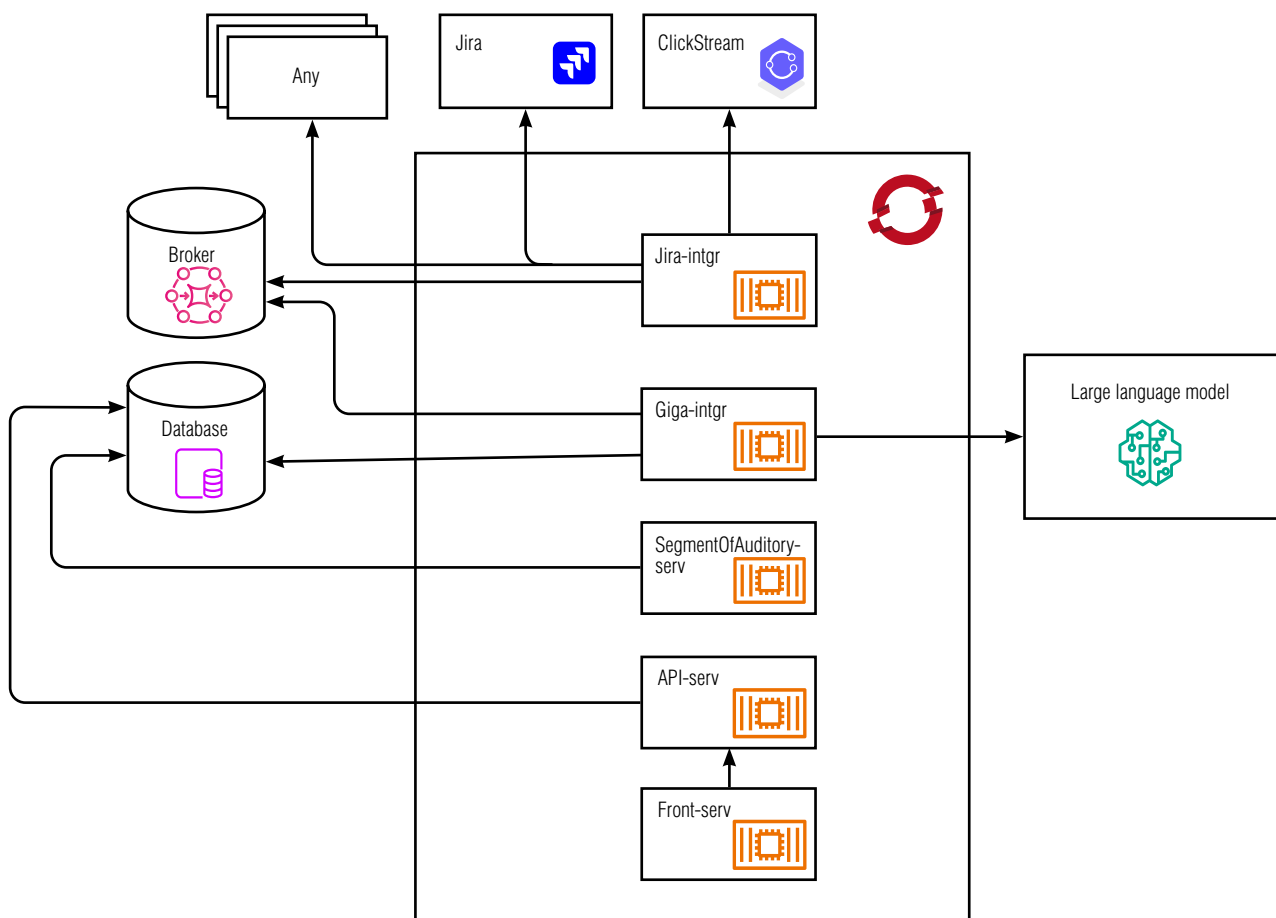 Any
Jira
ClickStream
Broker
Jira-intgr
Database
Giga-intgr
Large language model
SegmentOfAuditory-
serv
API-serv
Front-serv